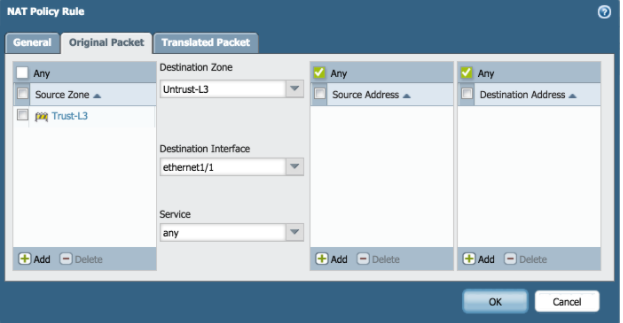 NAT Policy Rule
General Original Packet Translated Packet
Any
Source Zone
Trust-L3
Add Delete
Destination Zone
Untrust-L3
Destination Interface
ethernet1/1
Service
any
Any
Source Address
Add Delete
Any
Destination Address
Add Delete
OK Cancel